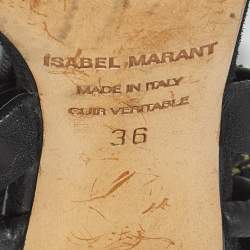 ISABEL MARANT
MADE IN ITALY
CUIR VERITABLE
36